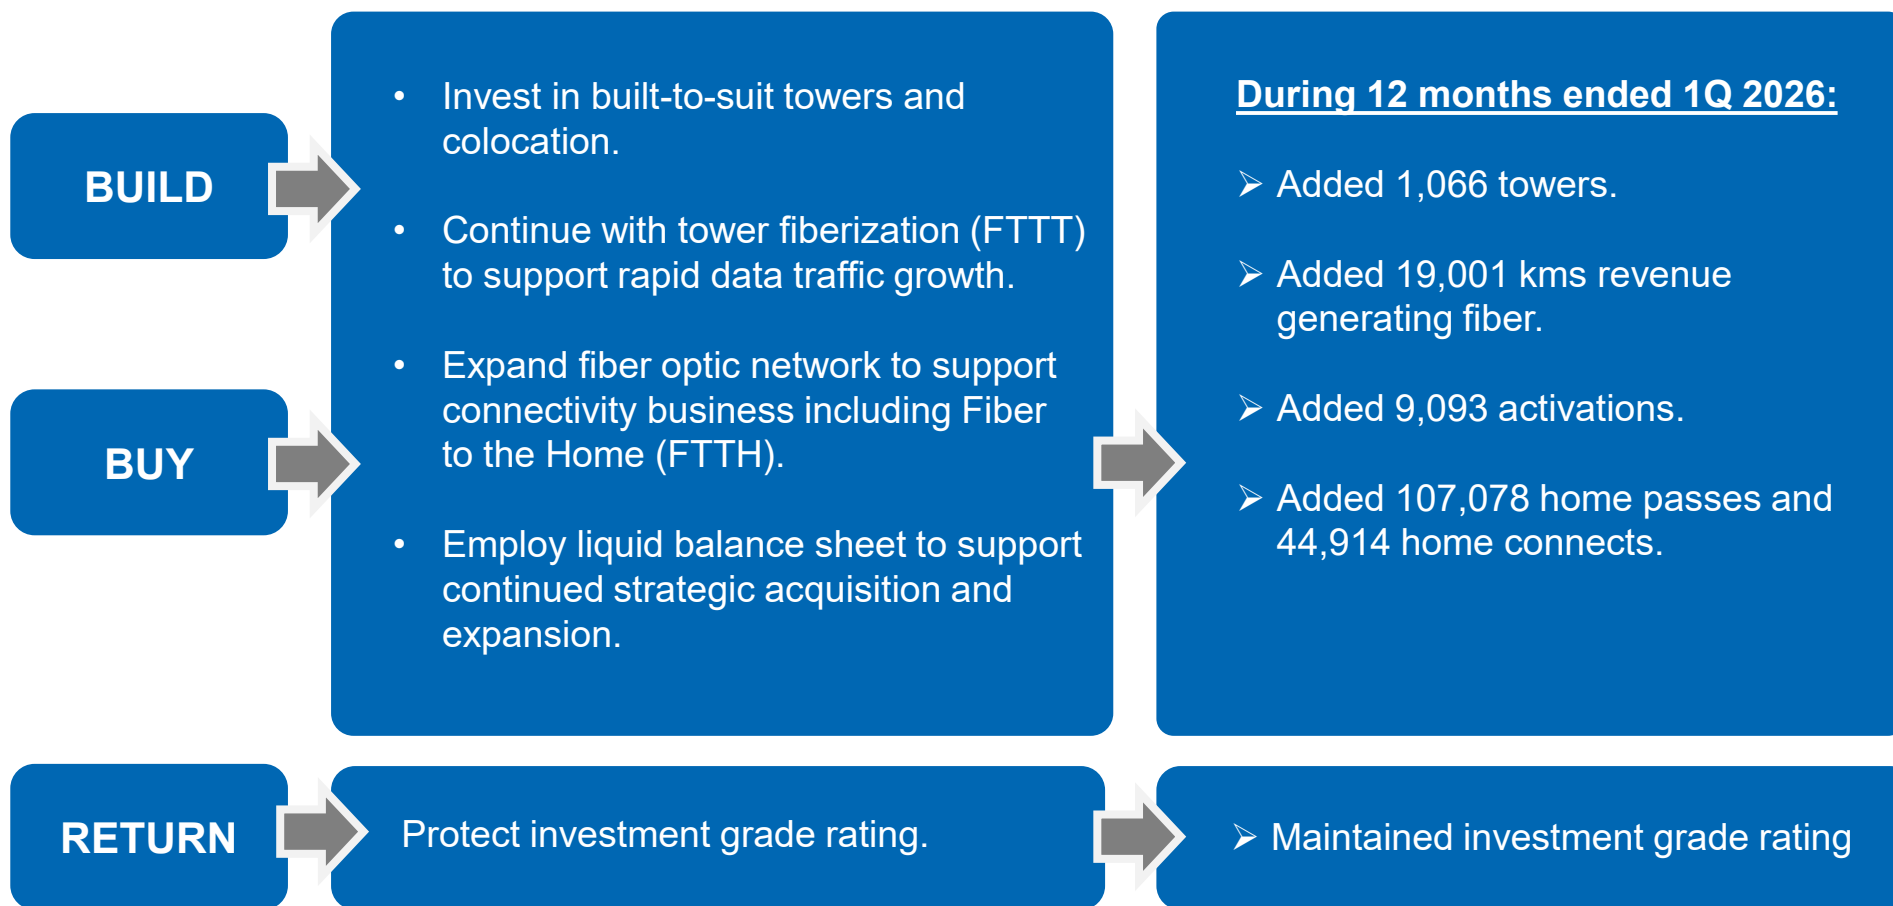 BUILD
• Invest in built-to-suit towers and
colocation.
• Continue with tower fiberization (FTTT)
to support rapid data traffic growth.
BUY
• Expand fiber optic network to support
connectivity business including Fiber
to the Home (FTTH).
• Employ liquid balance sheet to support
continued strategic acquisition and
expansion.
During 12 months ended 1Q 2026:
➢ Added 1,066 towers.
➢ Added 19,001 kms revenue
generating fiber.
➢ Added 9,093 activations.
➢ Added 107,078 home passes and
44,914 home connects.
RETURN
Protect investment grade rating.
➢ Maintained investment grade rating